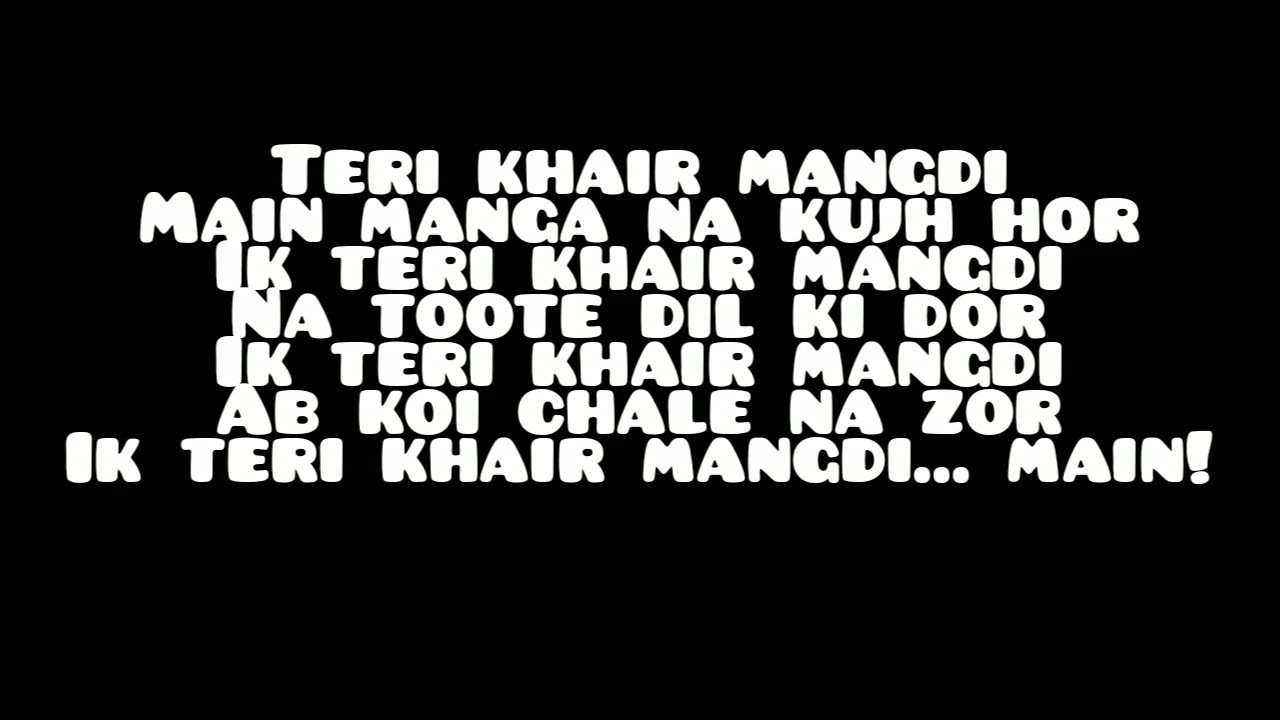 Teri khair mangdi
Main manga na kujh hor
Ik teri khair mangdi
Na toote dil ki dor
Ik teri khair mangdi
Ab koi chale na zor
Ik teri khair mangdi... main!